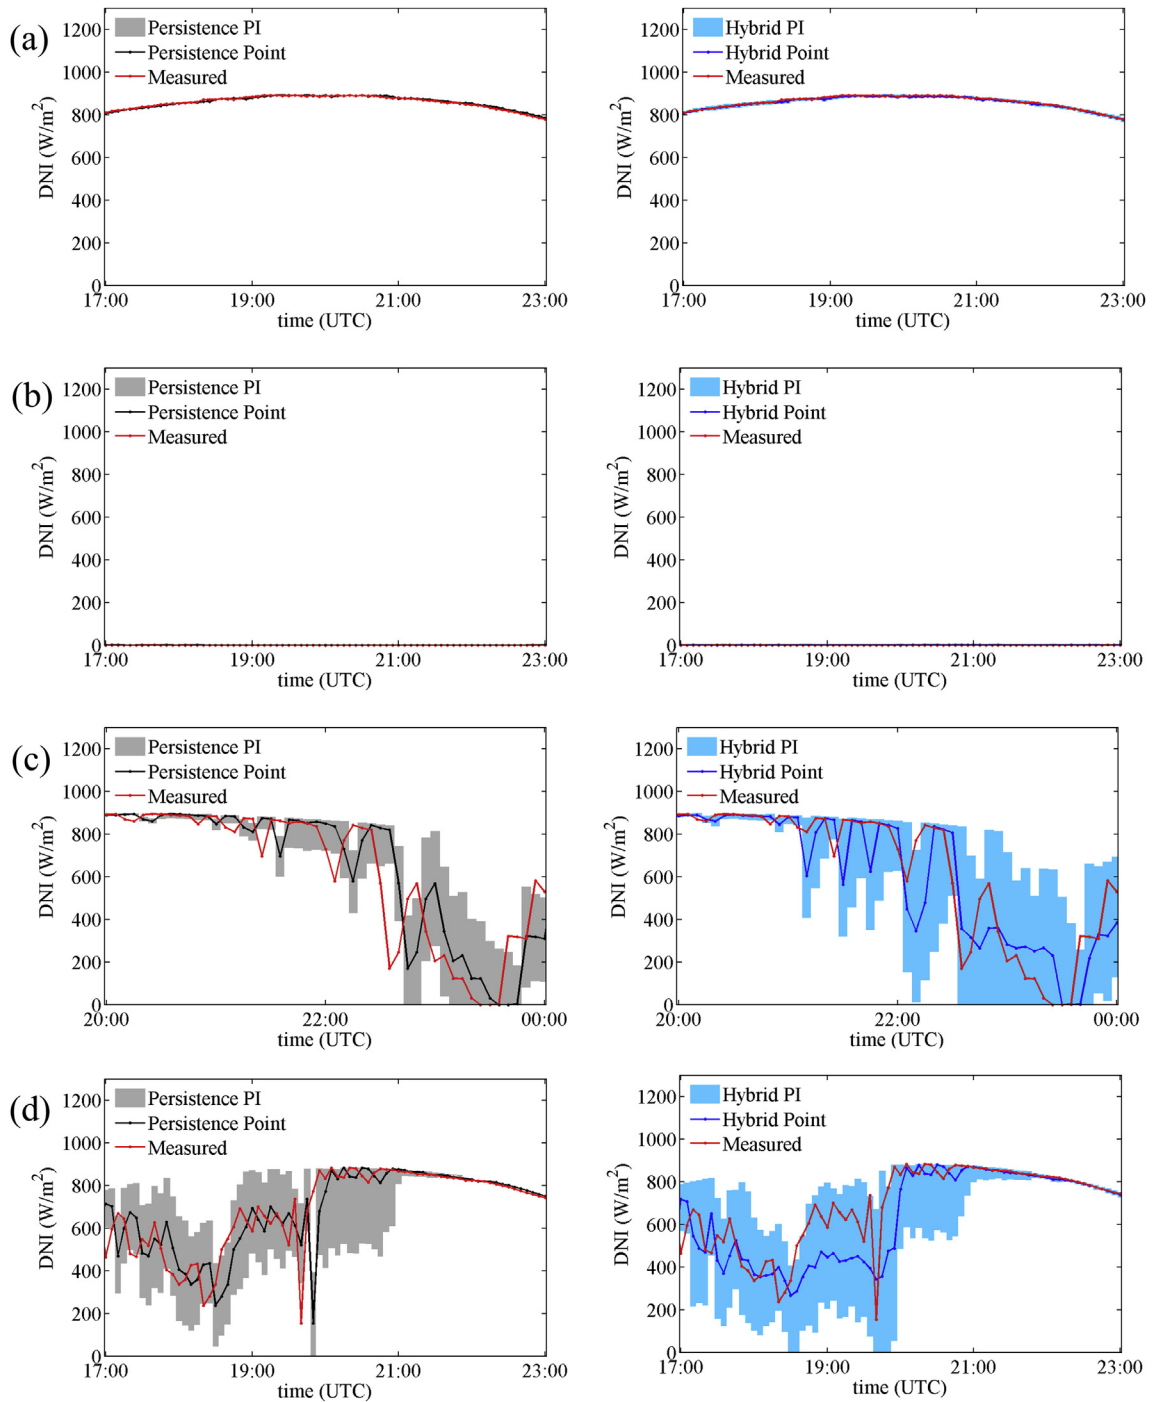 (a)
1200
1000
800
600
400
200
0
DNI (W/m²)
Persistence PI
Persistence Point
Measured
17:00 19:00 21:00 23:00
time (UTC)
1200
1000
800
600
400
200
0
DNI (W/m²)
Hybrid PI
Hybrid Point
Measured
17:00 19:00 21:00 23:00
time (UTC)
(b)
1200
1000
800
600
400
200
0
DNI (W/m²)
Persistence PI
Persistence Point
Measured
17:00 19:00 21:00 23:00
time (UTC)
1200
1000
800
600
400
200
0
DNI (W/m²)
Hybrid PI
Hybrid Point
Measured
17:00 19:00 21:00 23:00
time (UTC)
(c)
1200
1000
800
600
400
200
0
DNI (W/m²)
Persistence PI
Persistence Point
Measured
20:00 22:00 00:00
time (UTC)
1200
1000
800
600
400
200
0
DNI (W/m²)
Hybrid PI
Hybrid Point
Measured
20:00 22:00 00:00
time (UTC)
(d)
1200
1000
800
600
400
200
0
DNI (W/m²)
Persistence PI
Persistence Point
Measured
17:00 19:00 21:00 23:00
time (UTC)
1200
1000
800
600
400
200
0
DNI (W/m²)
Hybrid PI
Hybrid Point
Measured
17:00 19:00 21:00 23:00
time (UTC)